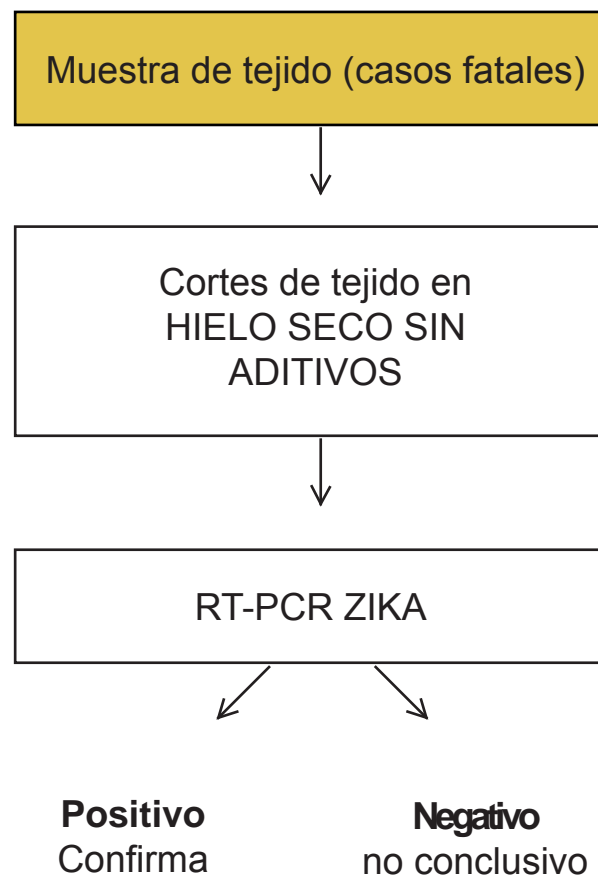 Muestra de tejido (casos fatales)
Cortes de tejido en
HIELO SECO SIN
ADITIVOS
RT-PCR ZIKA
Positivo
Confirma
Negativo
no conclusivo